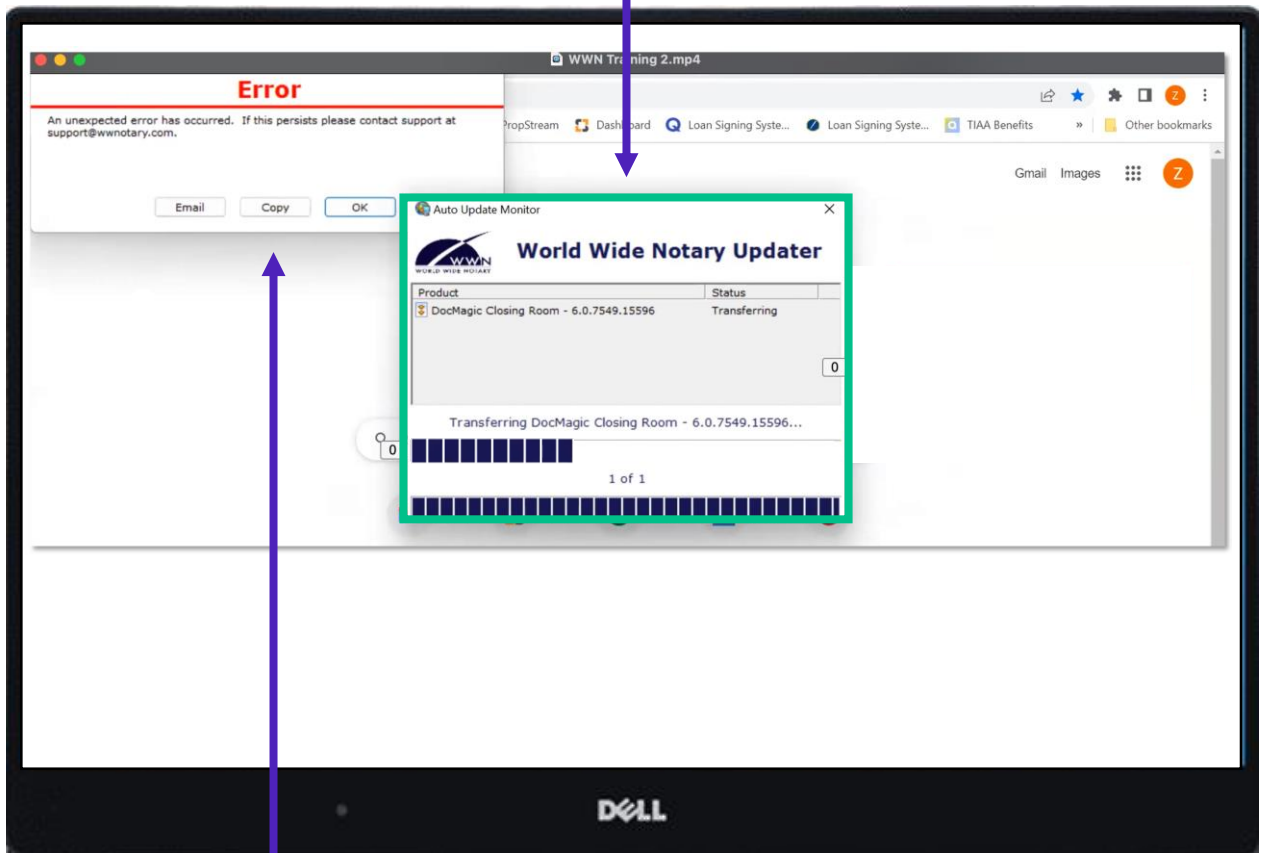 WWN Training 2.mp4
Error
An unexpected error has occurred. If this persists please contact support at
support@wwnotary.com.
Email Copy OK
PropStream Dashboard Loan Signing Syste... Loan Signing Syste... TIAA Benefits » Other bookmarks
Z
Gmail Images Z
Auto Update Monitor
WWN
WORLD WIDE NOTARY
World Wide Notary Updater
Product Status
DocMagic Closing Room - 6.0.7549.15596 Transferring
0
Transferring DocMagic Closing Room - 6.0.7549.15596...
0
1 of 1
DELL